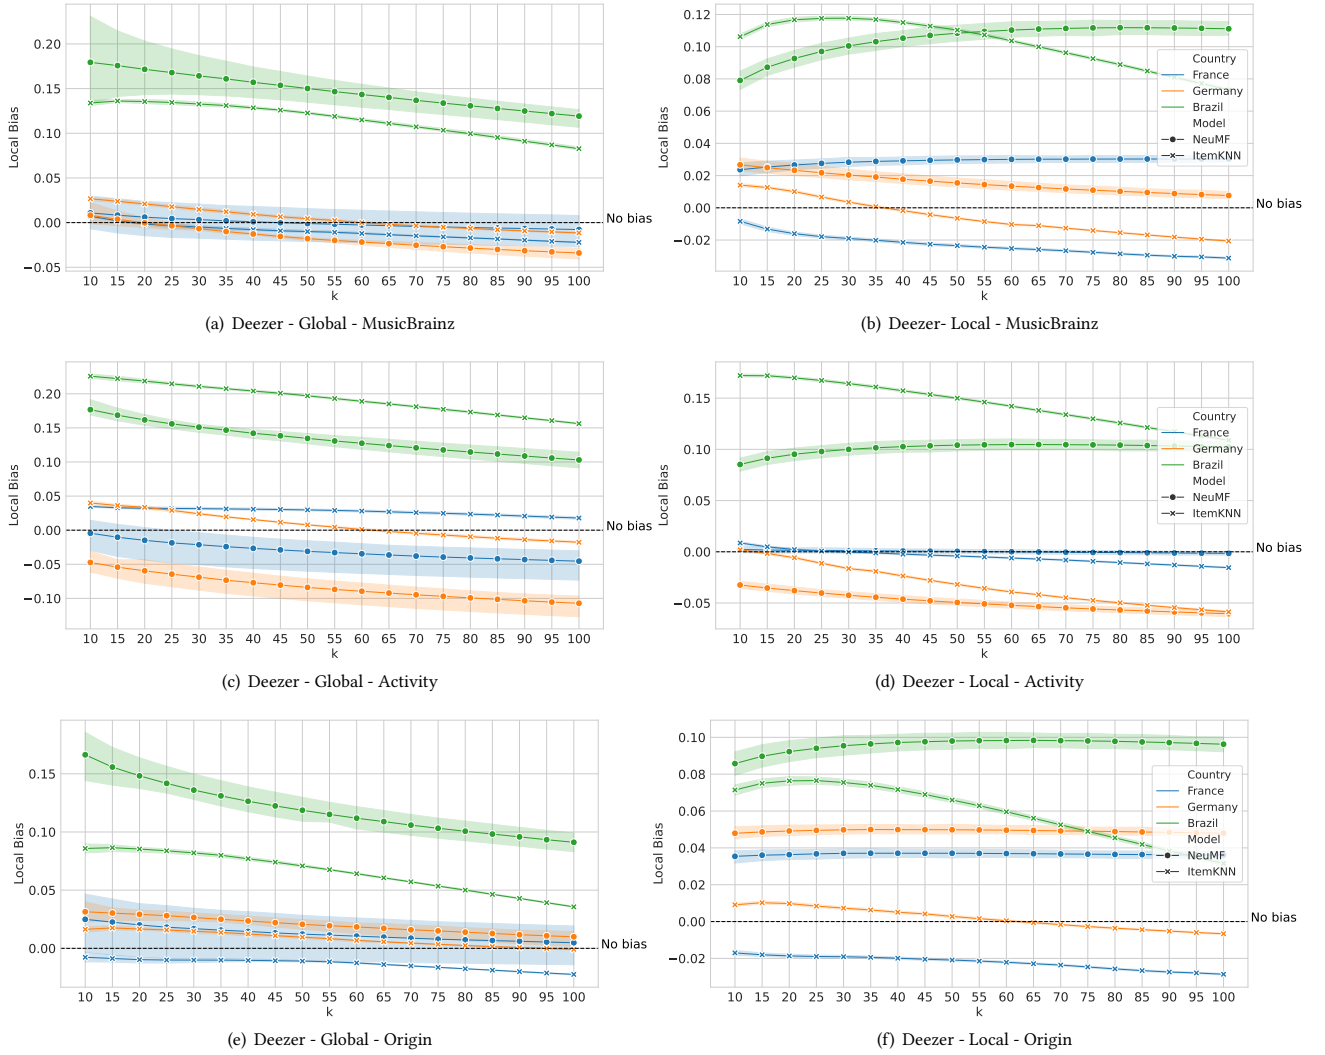 0.20
0.15
0.10
0.05
0.00
−0.05
Local Bias
No bias
10 15 20 25 30 35 40 45 50 55 60 65 70 75 80 85 90 95 100
k
(a) Deezer - Global - MusicBrainz
0.12
0.10
0.08
0.06
0.04
0.02
0.00
−0.02
Local Bias
Country
France
Germany
Brazil
Model
NeuMF
ItemKNN
No bias
10 15 20 25 30 35 40 45 50 55 60 65 70 75 80 85 90 95 100
k
(b) Deezer- Local - MusicBrainz
0.20
0.15
0.10
0.05
0.00
−0.05
−0.10
Local Bias
No bias
10 15 20 25 30 35 40 45 50 55 60 65 70 75 80 85 90 95 100
k
(c) Deezer - Global - Activity
0.15
0.10
0.05
0.00
−0.05
Local Bias
Country
France
Germany
Brazil
Model
NeuMF
ItemKNN
No bias
10 15 20 25 30 35 40 45 50 55 60 65 70 75 80 85 90 95 100
k
(d) Deezer - Local - Activity
0.15
0.10
0.05
0.00
Local Bias
No bias
10 15 20 25 30 35 40 45 50 55 60 65 70 75 80 85 90 95 100
k
(e) Deezer - Global - Origin
0.10
0.08
0.06
0.04
0.02
0.00
−0.02
Local Bias
Country
France
Germany
Brazil
Model
NeuMF
ItemKNN
No bias
10 15 20 25 30 35 40 45 50 55 60 65 70 75 80 85 90 95 100
k
(f) Deezer - Local - Origin